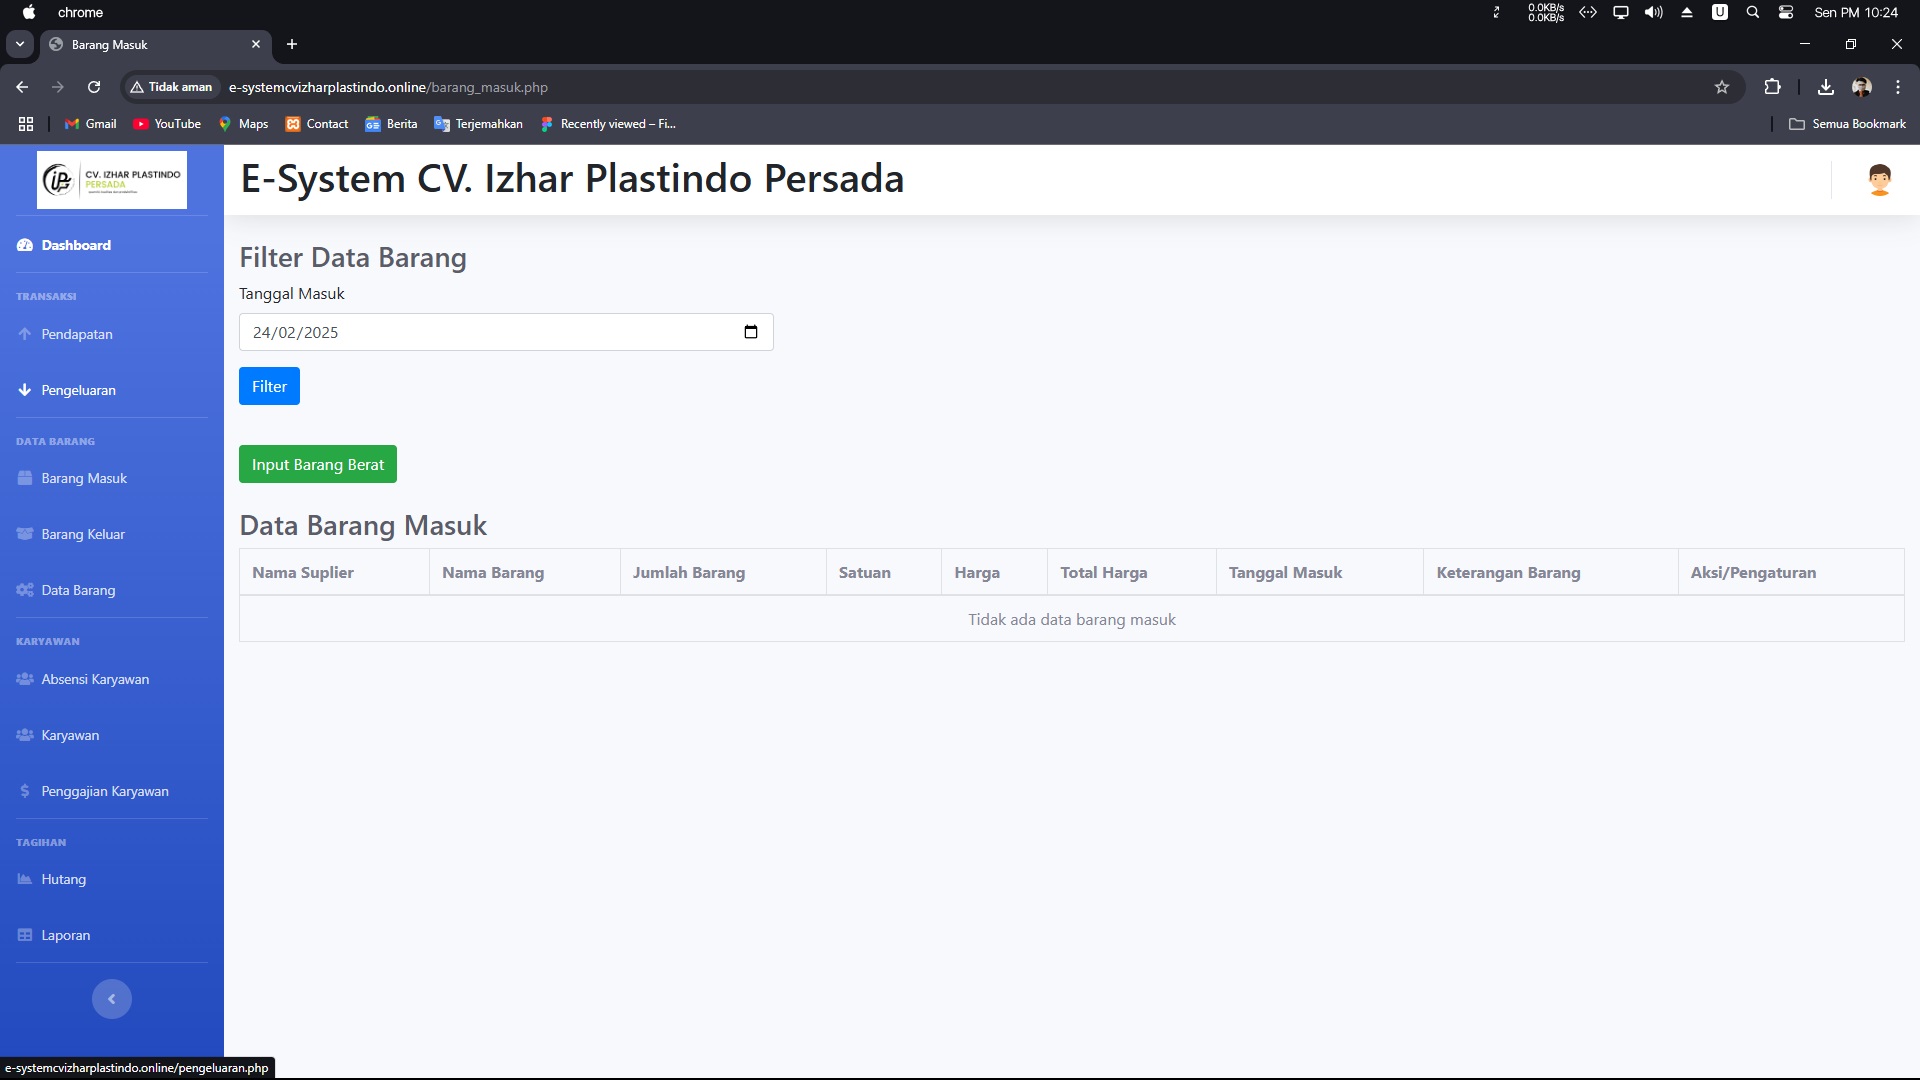 chrome
0.0KB/s
0.0KB/s
U
Sen PM 10:24
Barang Masuk
Tidak aman
e-systemcvizharplastindo.online/barang_masuk.php
Gmail
YouTube
Maps
Contact
Berita
Terjemahkan
Recently viewed – Fi...
Semua Bookmark
CV. IZHAR PLASTINDO
PERSADA
E-System CV. Izhar Plastindo Persada
Dashboard
TRANSAKSI
Pendapatan
Pengeluaran
DATA BARANG
Barang Masuk
Barang Keluar
Data Barang
KARYAWAN
Absensi Karyawan
Karyawan
Penggajian Karyawan
TAGIHAN
Hutang
Laporan
Filter Data Barang
Tanggal Masuk
24/02/2025
Filter
Input Barang Berat
Data Barang Masuk
Nama Suplier Nama Barang Jumlah Barang Satuan Harga Total Harga Tanggal Masuk Keterangan Barang Aksi/Pengaturan
Tidak ada data barang masuk
e-systemcvizharplastindo.online/pengeluaran.php